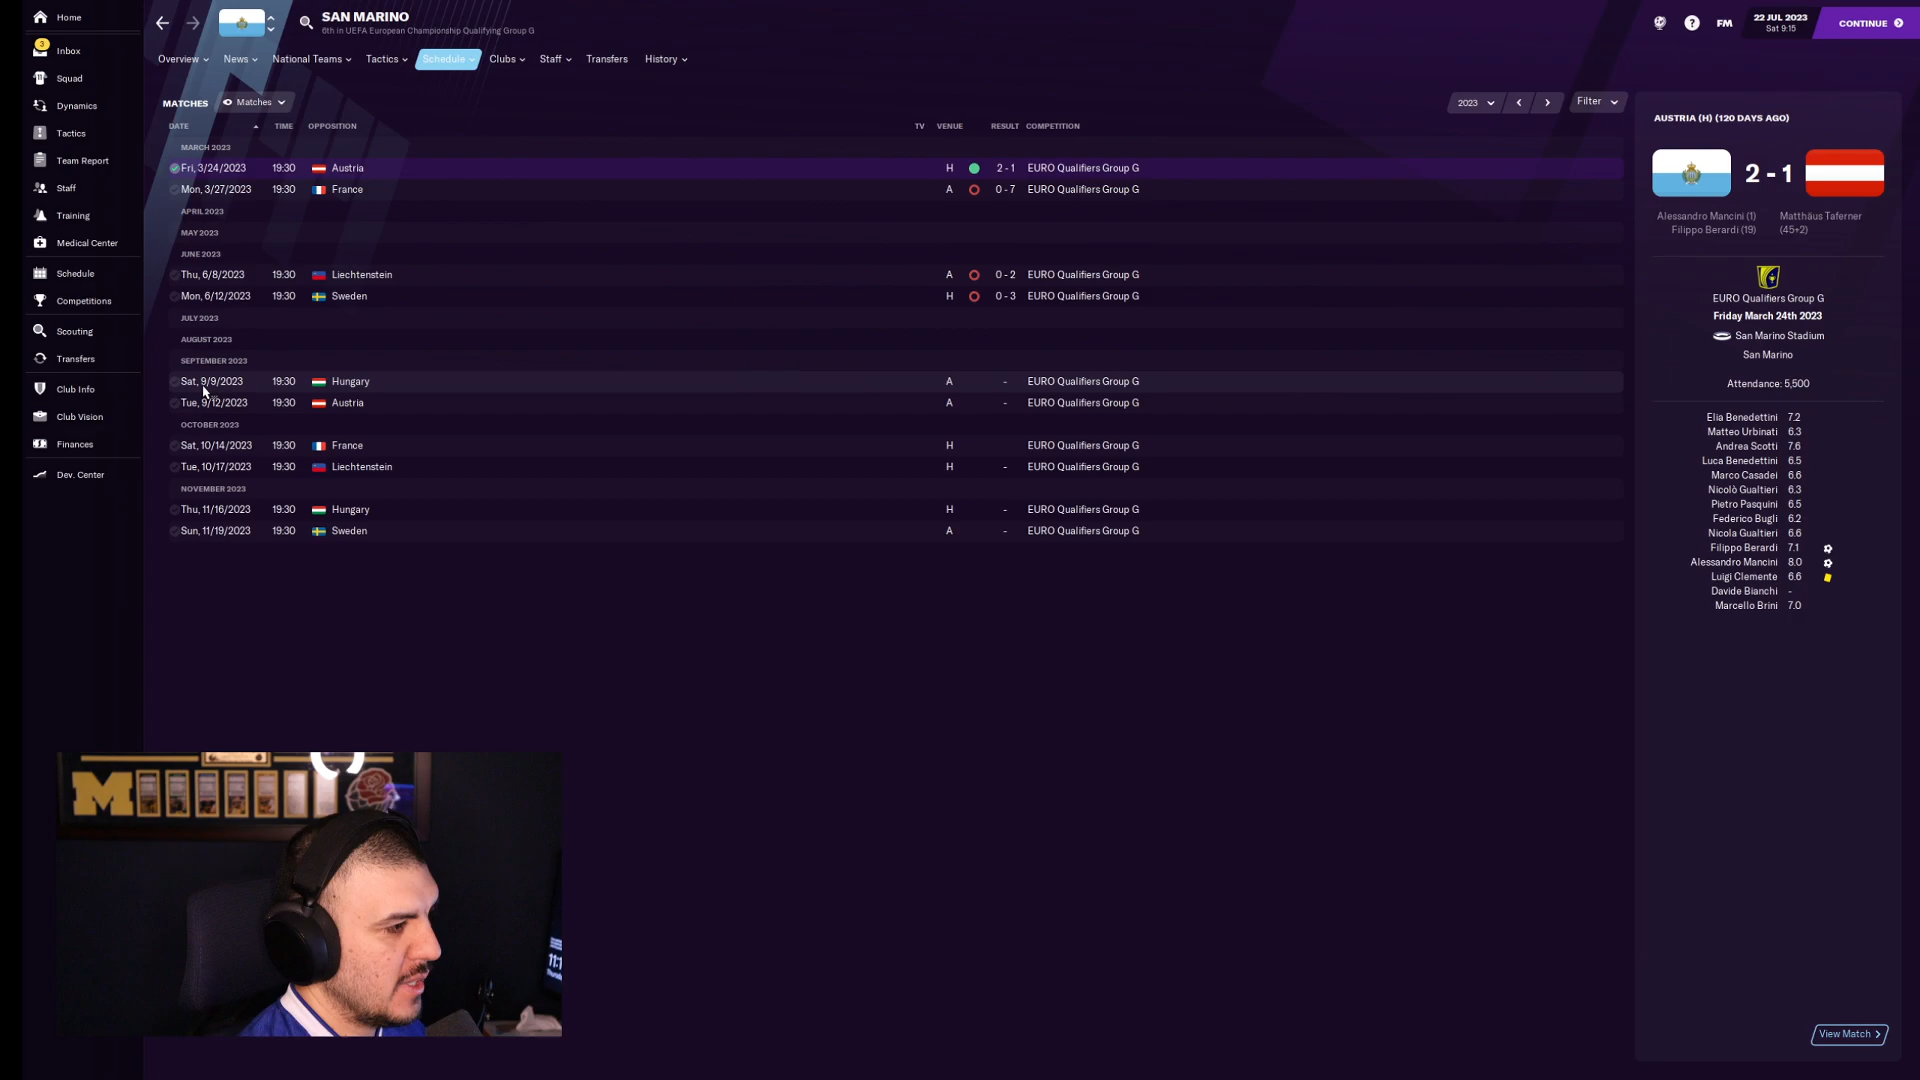 Home
3
Inbox
Squad
Dynamics
Tactics
Team Report
Staff
Training
Medical Center
Schedule
Competitions
Scouting
Transfers
Club Info
Club Vision
Finances
Dev. Center
SAN MARINO
6th in UEFA European Championship Qualifying Group G
?
FM
22 JUL 2023
Sat 9:15
CONTINUE
Overview
News
National Teams
Tactics
Schedule
Clubs
Staff
Transfers
History
MATCHES
Matches
2023
Filter
DATE TIME OPPOSITION TV VENUE RESULT COMPETITION
MARCH 2023
Fri, 3/24/2023 19:30 Austria H 2 - 1 EURO Qualifiers Group G
Mon, 3/27/2023 19:30 France A 0 - 7 EURO Qualifiers Group G
APRIL 2023
MAY 2023
JUNE 2023
Thu, 6/8/2023 19:30 Liechtenstein A 0 - 2 EURO Qualifiers Group G
Mon, 6/12/2023 19:30 Sweden H 0 - 3 EURO Qualifiers Group G
JULY 2023
AUGUST 2023
SEPTEMBER 2023
Sat, 9/9/2023 19:30 Hungary A - EURO Qualifiers Group G
Tue, 9/12/2023 19:30 Austria A - EURO Qualifiers Group G
OCTOBER 2023
Sat, 10/14/2023 19:30 France H EURO Qualifiers Group G
Tue, 10/17/2023 19:30 Liechtenstein H - EURO Qualifiers Group G
NOVEMBER 2023
Thu, 11/16/2023 19:30 Hungary H - EURO Qualifiers Group G
Sun, 11/19/2023 19:30 Sweden A - EURO Qualifiers Group G
AUSTRIA (H) (120 DAYS AGO)
2 - 1
Alessandro Mancini (1)
Filippo Berardi (19)
Matthäus Taferner
(45+2)
EURO Qualifiers Group G
Friday March 24th 2023
San Marino Stadium
San Marino
Attendance: 5,500
Elia Benedettini 7.2
Matteo Urbinati 6.3
Andrea Scotti 7.6
Luca Benedettini 6.5
Marco Casadei 6.6
Nicolò Gualtieri 6.3
Pietro Pasquini 6.5
Federico Bugli 6.2
Nicola Gualtieri 6.6
Filippo Berardi 7.1
Alessandro Mancini 8.0
Luigi Clemente 6.6
Davide Bianchi -
Marcello Brini 7.0
View Match
M